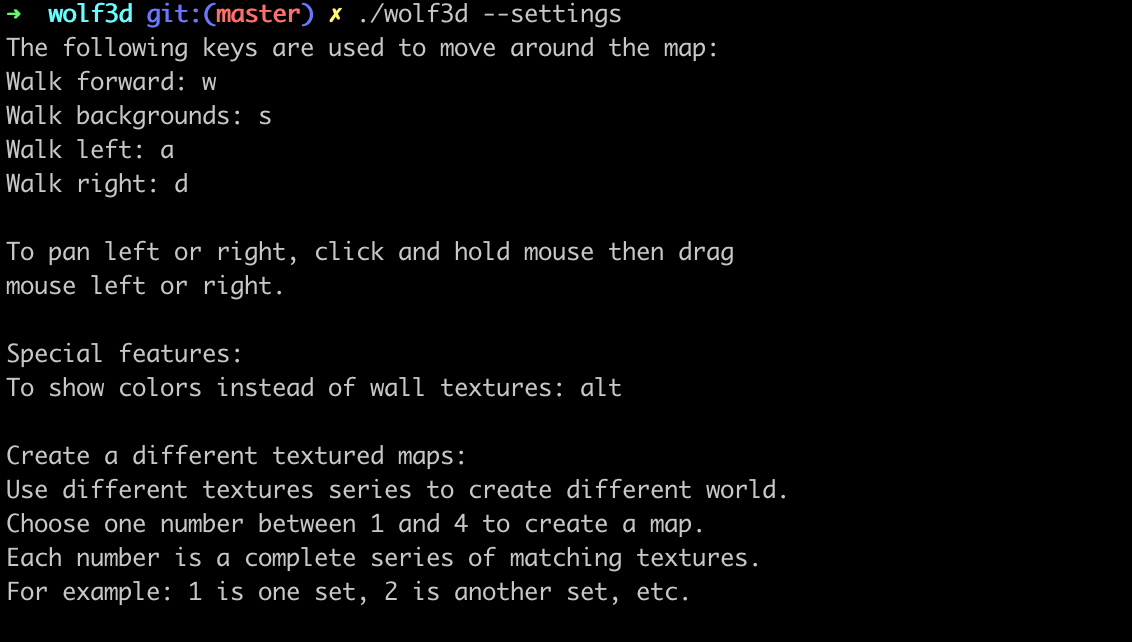 ➜  wolf3d git:(master) ✗ ./wolf3d --settings
The following keys are used to move around the map:
Walk forward: w
Walk backgrounds: s
Walk left: a
Walk right: d
To pan left or right, click and hold mouse then drag
mouse left or right.
Special features:
To show colors instead of wall textures: alt
Create a different textured maps:
Use different textures series to create different world.
Choose one number between 1 and 4 to create a map.
Each number is a complete series of matching textures.
For example: 1 is one set, 2 is another set, etc.